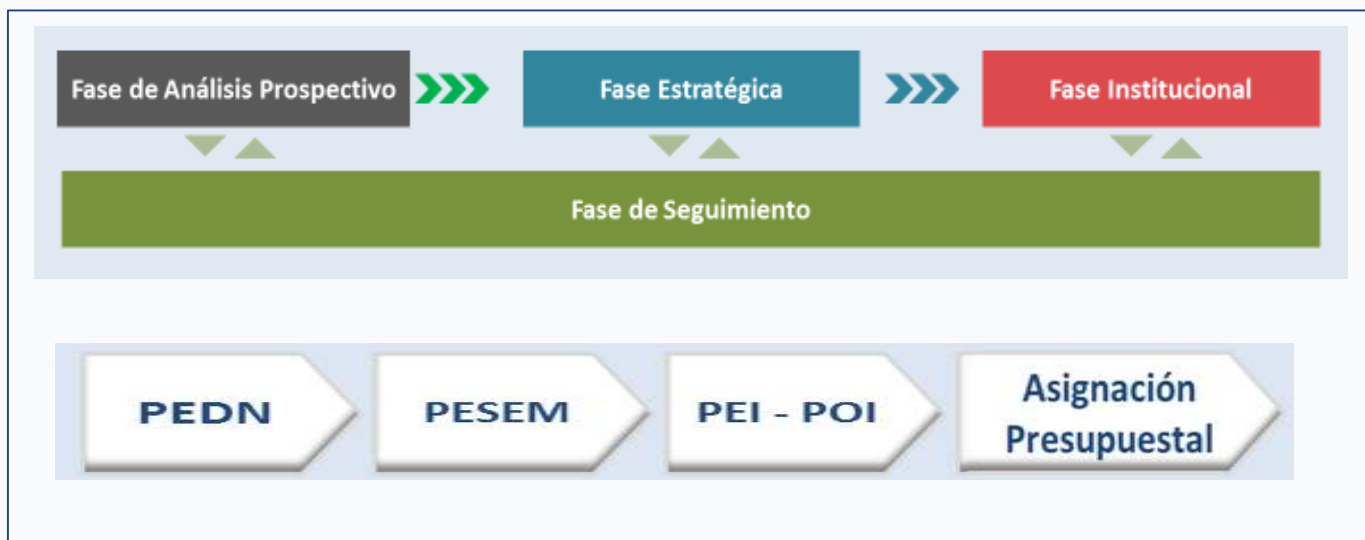 Fase de Análisis Prospectivo
Fase Estratégica
Fase Institucional
Fase de Seguimiento
PEDN
PESEM
PEI - POI
Asignación
Presupuestal